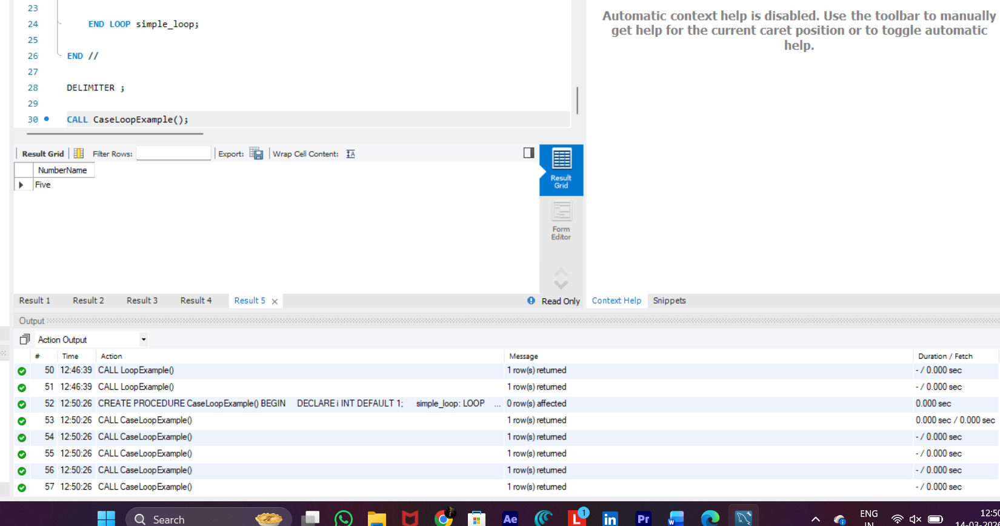 23
24 END LOOP simple_loop;
25
26 END //
27
28 DELIMITER ;
29
30 CALL CaseLoopExample();
Automatic context help is disabled. Use the toolbar to manually
get help for the current caret position or to toggle automatic
help.
Result Grid Filter Rows: Export: Wrap Cell Content:
NumberName
Five
Result
Grid
Form
Editor
Result 1 Result 2 Result 3 Result 4 Result 5 Read Only Context Help Snippets
Output
Action Output
# Time Action Message Duration / Fetch
50 12:46:39 CALL LoopExample() 1 row(s) returned - / 0.000 sec
51 12:46:39 CALL LoopExample() 1 row(s) returned - / 0.000 sec
52 12:50:26 CREATE PROCEDURE CaseLoopExample() BEGIN DECLARE i INT DEFAULT 1; simple_loop: LOOP ... 0 row(s) affected 0.000 sec
53 12:50:26 CALL CaseLoopExample() 1 row(s) returned 0.000 sec / 0.000 sec
54 12:50:26 CALL CaseLoopExample() 1 row(s) returned - / 0.000 sec
55 12:50:26 CALL CaseLoopExample() 1 row(s) returned - / 0.000 sec
56 12:50:26 CALL CaseLoopExample() 1 row(s) returned - / 0.000 sec
57 12:50:26 CALL CaseLoopExample() 1 row(s) returned - / 0.000 sec
Search Ae L 1 in Pr W ENG
IN